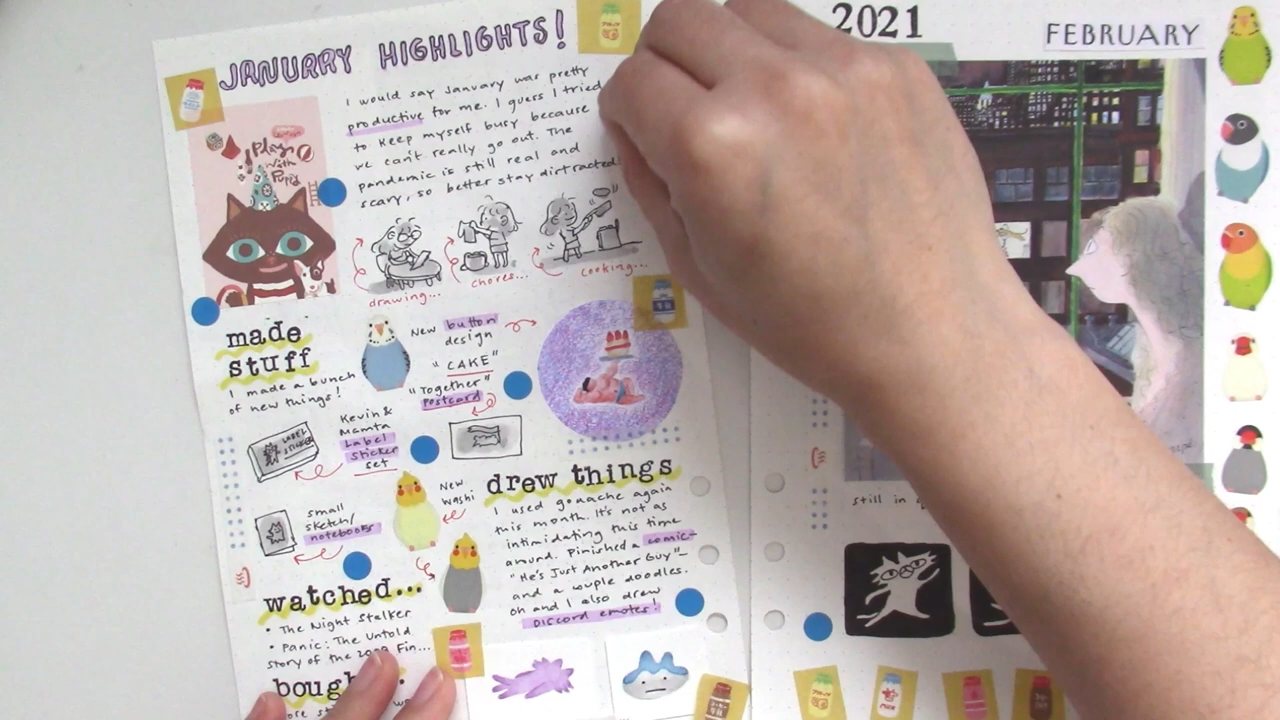 JANURARY HIGHLIGHTS!
I would say January was pretty
productive for me. I guess I tried
to keep myself busy because
we can't really go out. The
pandemic is still real and
scary, so better stay dirtracted!
Play
with
Puppy
drawing...
chores...
cooking...
made
stuff
I made a bunch
of new things!
New button
design
"CAKE"
"Together"
Postcard
Kevin &
Mamta
Label
sticker
set
LABEL
STICKER
small
sketch/
notebooks
New
washi
drew things
I used gouache again
this month. It's not as
intimidating this time
around. Finished a comic-
"He's Just Another Guy"-
and a couple doodles.
Oh and I also drew
Discord emotes!
watched...
• The Night Stalker
• Panic: The Untold
story of the 2008 Fin...
2021
FEBRUARY
still in